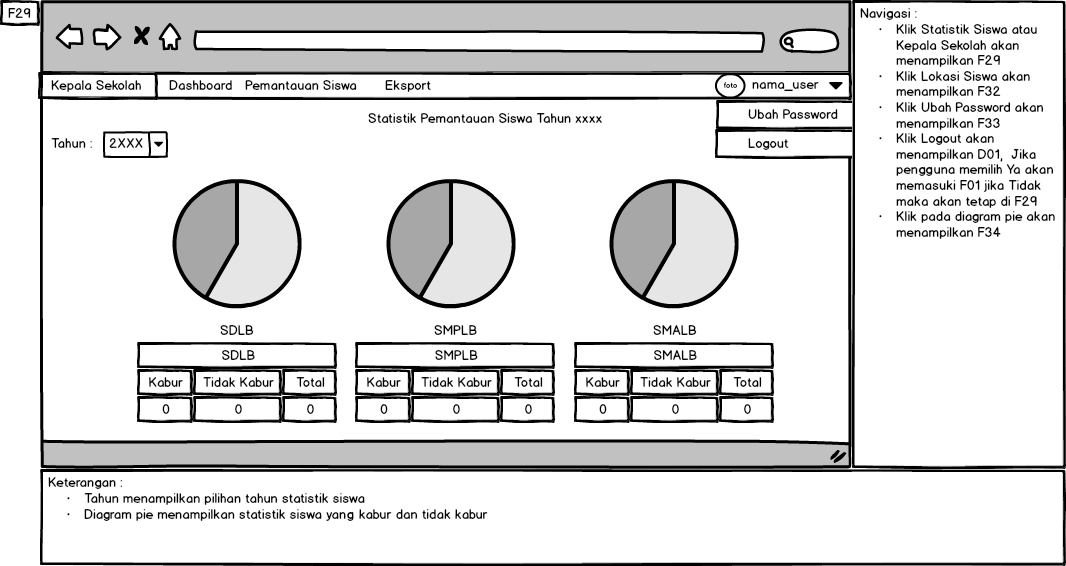 F29
Kepala Sekolah Dashboard Pemantauan Siswa Eksport foto nama_user
Ubah Password
Logout
Statistik Pemantauan Siswa Tahun xxxx
Tahun : 2XXX
SDLB SMPLB SMALB
SDLB SMPLB SMALB
Kabur Tidak Kabur Total Kabur Tidak Kabur Total Kabur Tidak Kabur Total
0 0 0 0 0 0 0 0 0
Navigasi :
· Klik Statistik Siswa atau
Kepala Sekolah akan
menampilkan F29
· Klik Lokasi Siswa akan
menampilkan F32
· Klik Ubah Password akan
menampilkan F33
· Klik Logout akan
menampilkan D01, Jika
pengguna memilih Ya akan
memasuki F01 jika Tidak
maka akan tetap di F29
· Klik pada diagram pie akan
menampilkan F34
Keterangan :
· Tahun menampilkan pilihan tahun statistik siswa
· Diagram pie menampilkan statistik siswa yang kabur dan tidak kabur